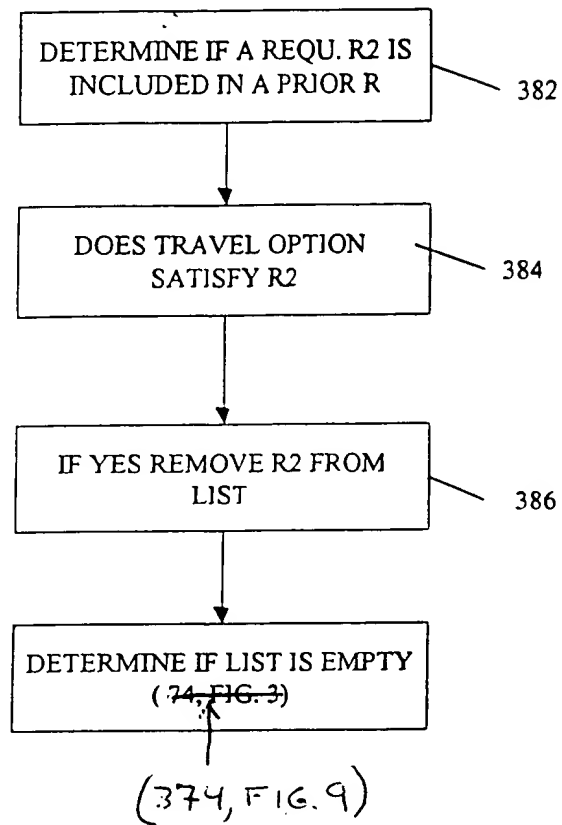 DETERMINE IF A REQU. R2 IS
INCLUDED IN A PRIOR R
382
DOES TRAVEL OPTION
SATISFY R2
384
IF YES REMOVE R2 FROM
LIST
386
DETERMINE IF LIST IS EMPTY
(74, FIG. 3)
(374, FIG. 9)